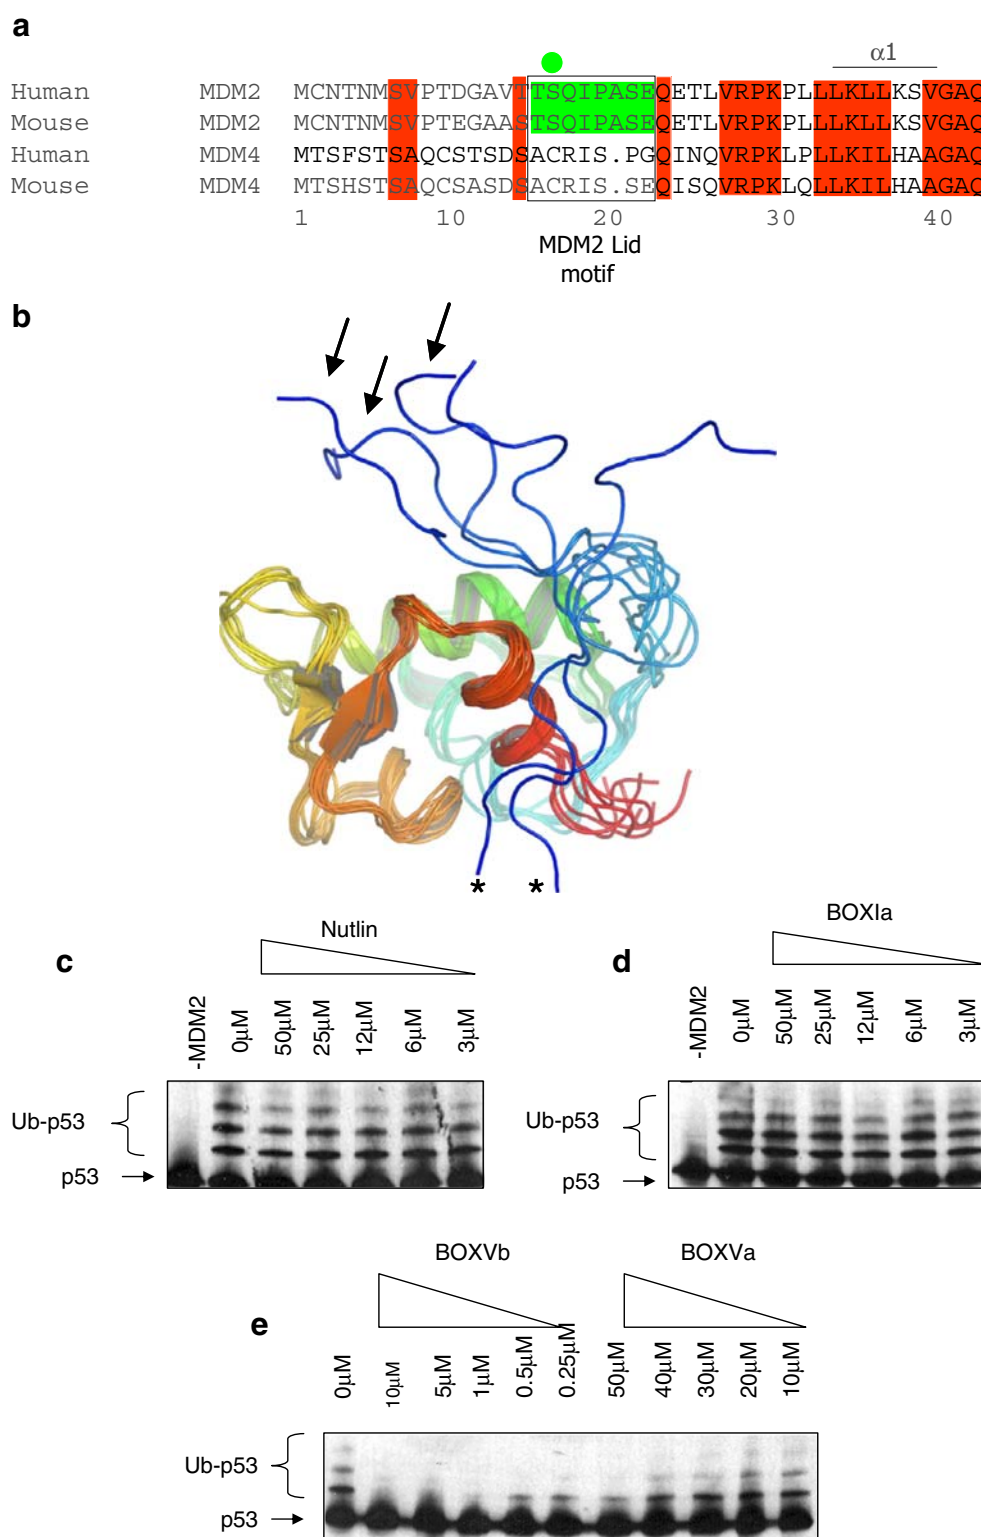 a
α1
Human MDM2 MCNTNMSVPTDGAVTTSQIPASEQETLVRPKPLLLKLLKSVGAQ
Mouse MDM2 MCNTNMSVPTEGAASTSQIPASEQETLVRPKPLLLKLLKSVGAQ
Human MDM4 MTSFSTSAQCSTSDSACRIS.PGQINQVRPKLPLLKILHAAGAQ
Mouse MDM4 MTSHSTSAQCSASDSACRIS.SEQISQVRPKLQLLKILHAAGAQ
1 10 20 30 40
MDM2 Lid
motif
b
* *
c
Nutlin
-MDM2 0µM 50µM 25µM 12µM 6µM 3µM
Ub-p53
p53
d
BOXIa
-MDM2 0µM 50µM 25µM 12µM 6µM 3µM
Ub-p53
p53
e
BOXVb BOXVa
0µM 10µM 5µM 1µM 0.5µM 0.25µM 50µM 40µM 30µM 20µM 10µM
Ub-p53
p53